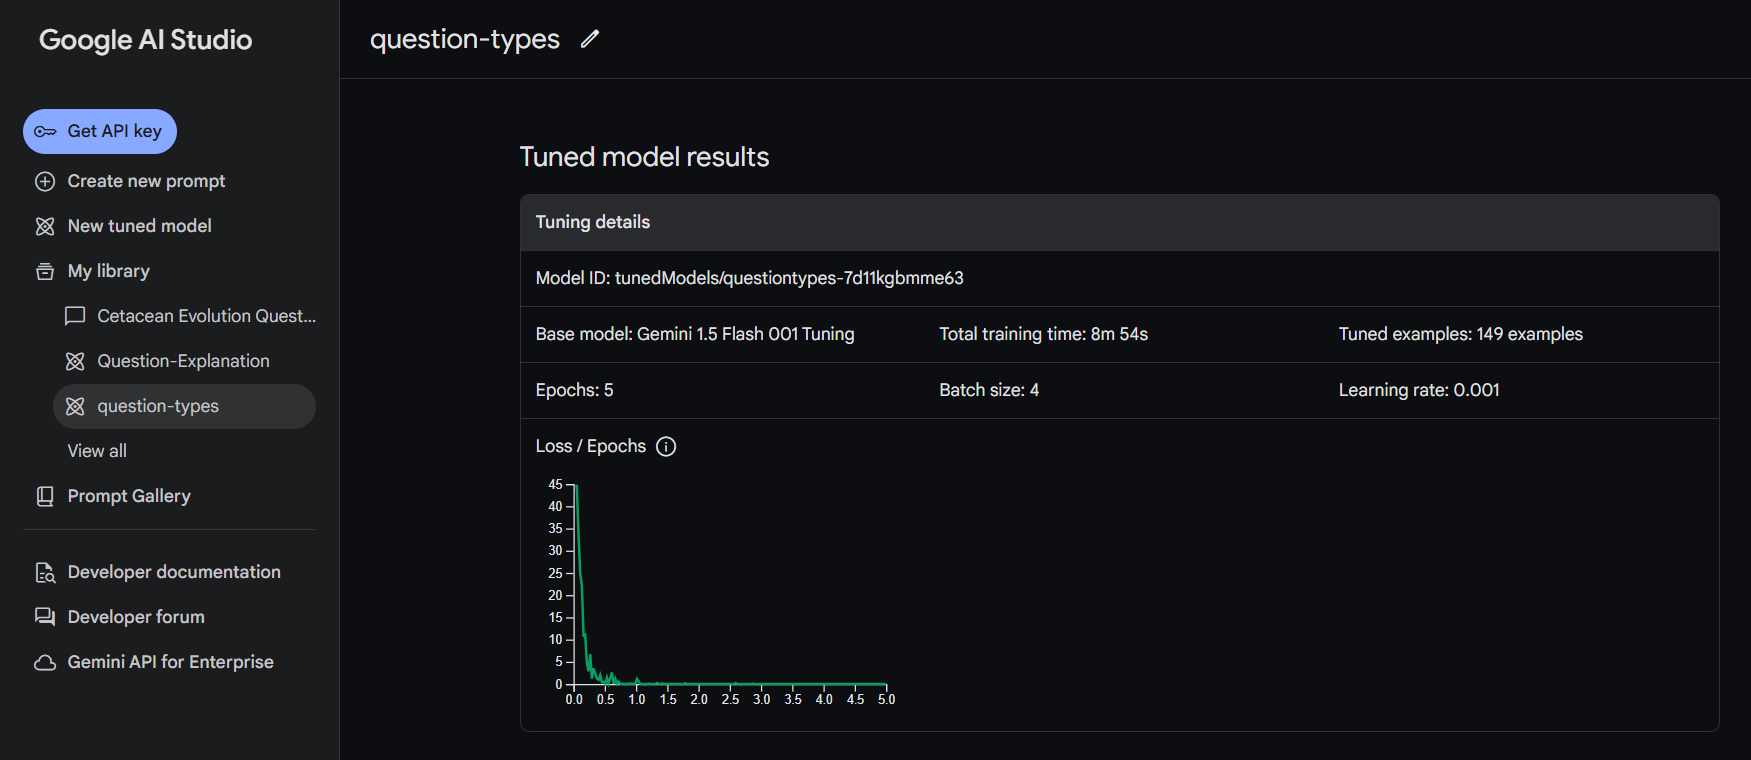 Google AI Studio
Get API key
Create new prompt
New tuned model
My library
Cetacean Evolution Quest...
Question-Explanation
question-types
View all
Prompt Gallery
Developer documentation
Developer forum
Gemini API for Enterprise
question-types
Tuned model results
Tuning details
Model ID: tunedModels/questiontypes-7d11kgbmme63
Base model: Gemini 1.5 Flash 001 Tuning Total training time: 8m 54s Tuned examples: 149 examples
Epochs: 5 Batch size: 4 Learning rate: 0.001
Loss / Epochs
45
40
35
30
25
20
15
10
5
0
0.0 0.5 1.0 1.5 2.0 2.5 3.0 3.5 4.0 4.5 5.0